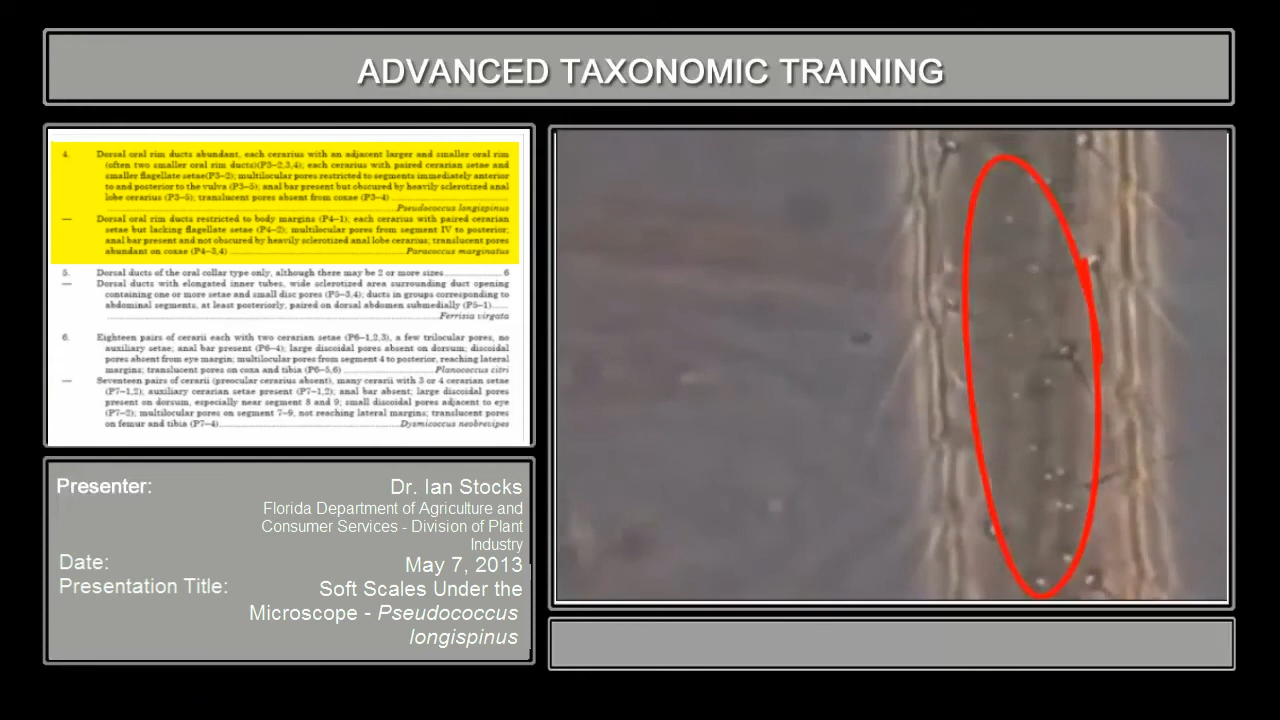 ADVANCED TAXONOMIC TRAINING
4. Dorsal oral rim ducts abundant, each cerarius with an adjacent larger and smaller oral rim
(often two smaller oral rim ducts)(P3–2,3,4); each cerarius with paired cerarian setae and
smaller flagellate setae(P3–2); multilocular pores restricted to segments immediately anterior
to and posterior to the vulva (P3–5); anal bar present but obscured by heavily sclerotized anal
lobe cerarius (P3–5); translucent pores absent from coxae (P3–4)
Pseudococcus longispinus
— Dorsal oral rim ducts restricted to body margins (P4–1); each cerarius with paired cerarian
setae but lacking flagellate setae (P4–2); multilocular pores from segment IV to posterior;
anal bar present and not obscured by heavily sclerotized anal lobe cerarius; translucent pores
abundant on coxae (P4–3,4) Paracoccus marginatus
5. Dorsal ducts of the oral collar type only, although there may be 2 or more sizes 6
— Dorsal ducts with elongated inner tubes, wide sclerotized area surrounding duct opening
containing one or more setae and small disc pores (P5–3,4); ducts in groups corresponding to
abdominal segments, at least posteriorly, paired on dorsal abdomen submedially (P5–1)
Ferrisia virgata
6. Eighteen pairs of cerarii each with two cerarian setae (P6–1,2,3), a few trilocular pores, no
auxiliary setae; anal bar present (P6–4); large discoidal pores absent on dorsum; discoidal
pores absent from eye margin; multilocular pores from segment 4 to posterior, reaching lateral
margins; translucent pores on coxa and tibia (P6–5,6) Planococcus citri
— Seventeen pairs of cerarii (preocular cerarius absent), many cerarii with 3 or 4 cerarian setae
(P7–1,2); auxiliary cerarian setae present (P7–1,2); anal bar absent; large discoidal pores
present on dorsum, especially near segment 8 and 9; small discoidal pores adjacent to eye
(P7–2); multilocular pores on segment 7–9, not reaching lateral margins; translucent pores
on femur and tibia (P7–4) Dysmicoccus neobrevipes
Presenter: Dr. Ian Stocks
Florida Department of Agriculture and
Consumer Services - Division of Plant
Industry
Date: May 7, 2013
Presentation Title: Soft Scales Under the
Microscope - Pseudococcus
longispinus